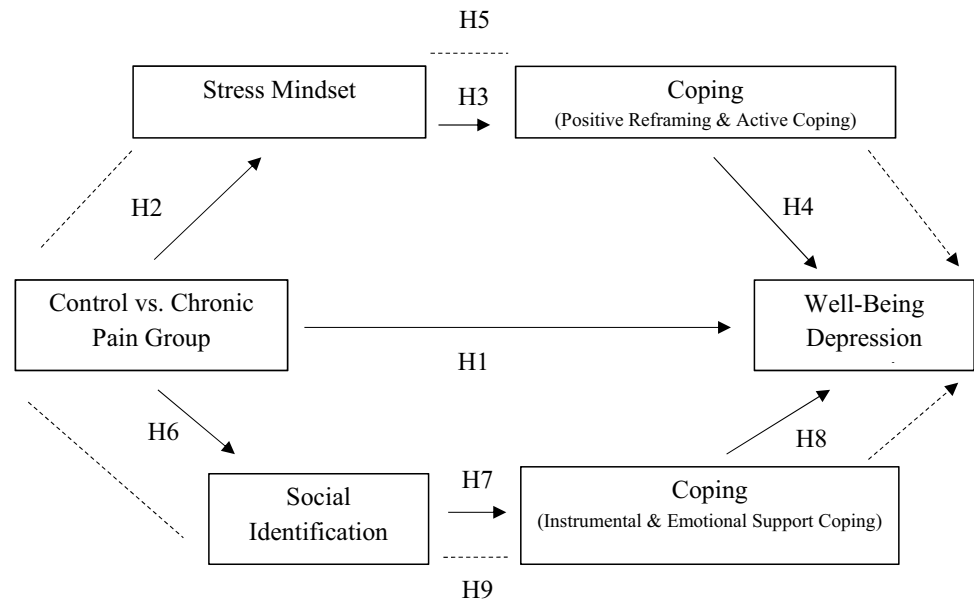 H5
Stress Mindset
H3
Coping
(Positive Reframing & Active Coping)
H2
H4
Control vs. Chronic
Pain Group
Well-Being
Depression
H1
H6
H8
Social
Identification
H7
Coping
(Instrumental & Emotional Support Coping)
H9